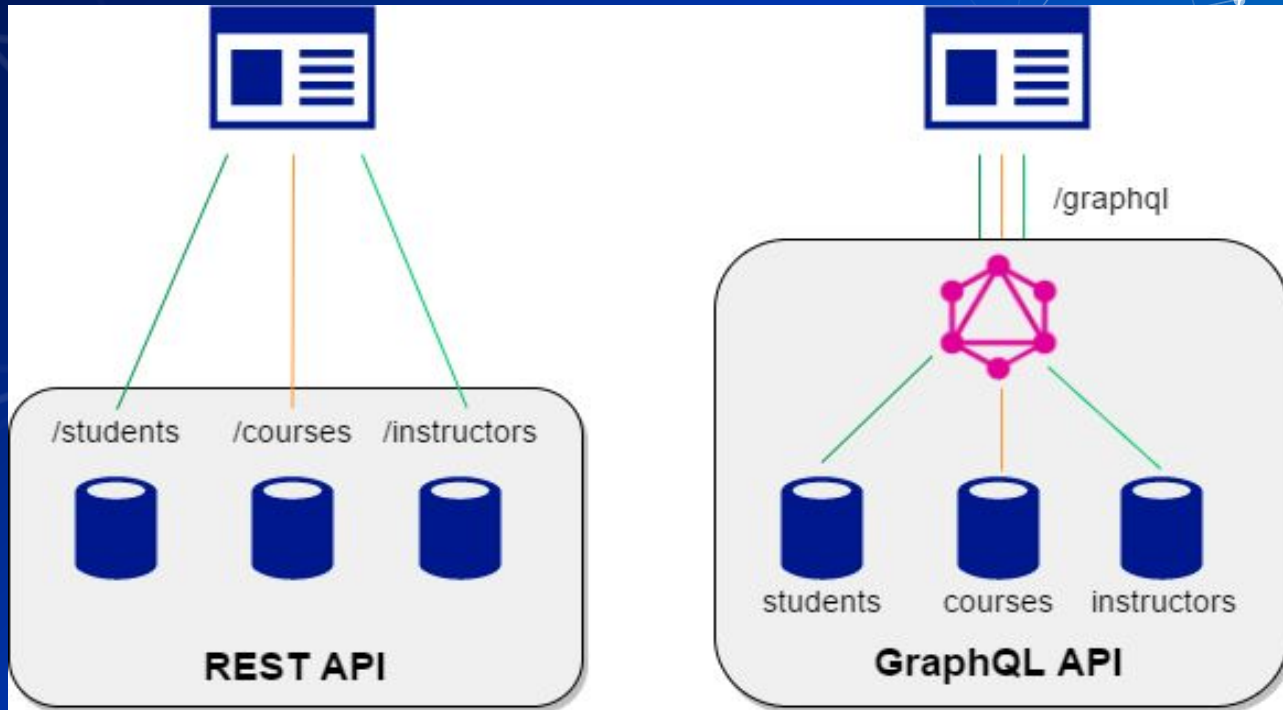 /graphql
/students /courses /instructors
students courses instructors
REST API
GraphQL API